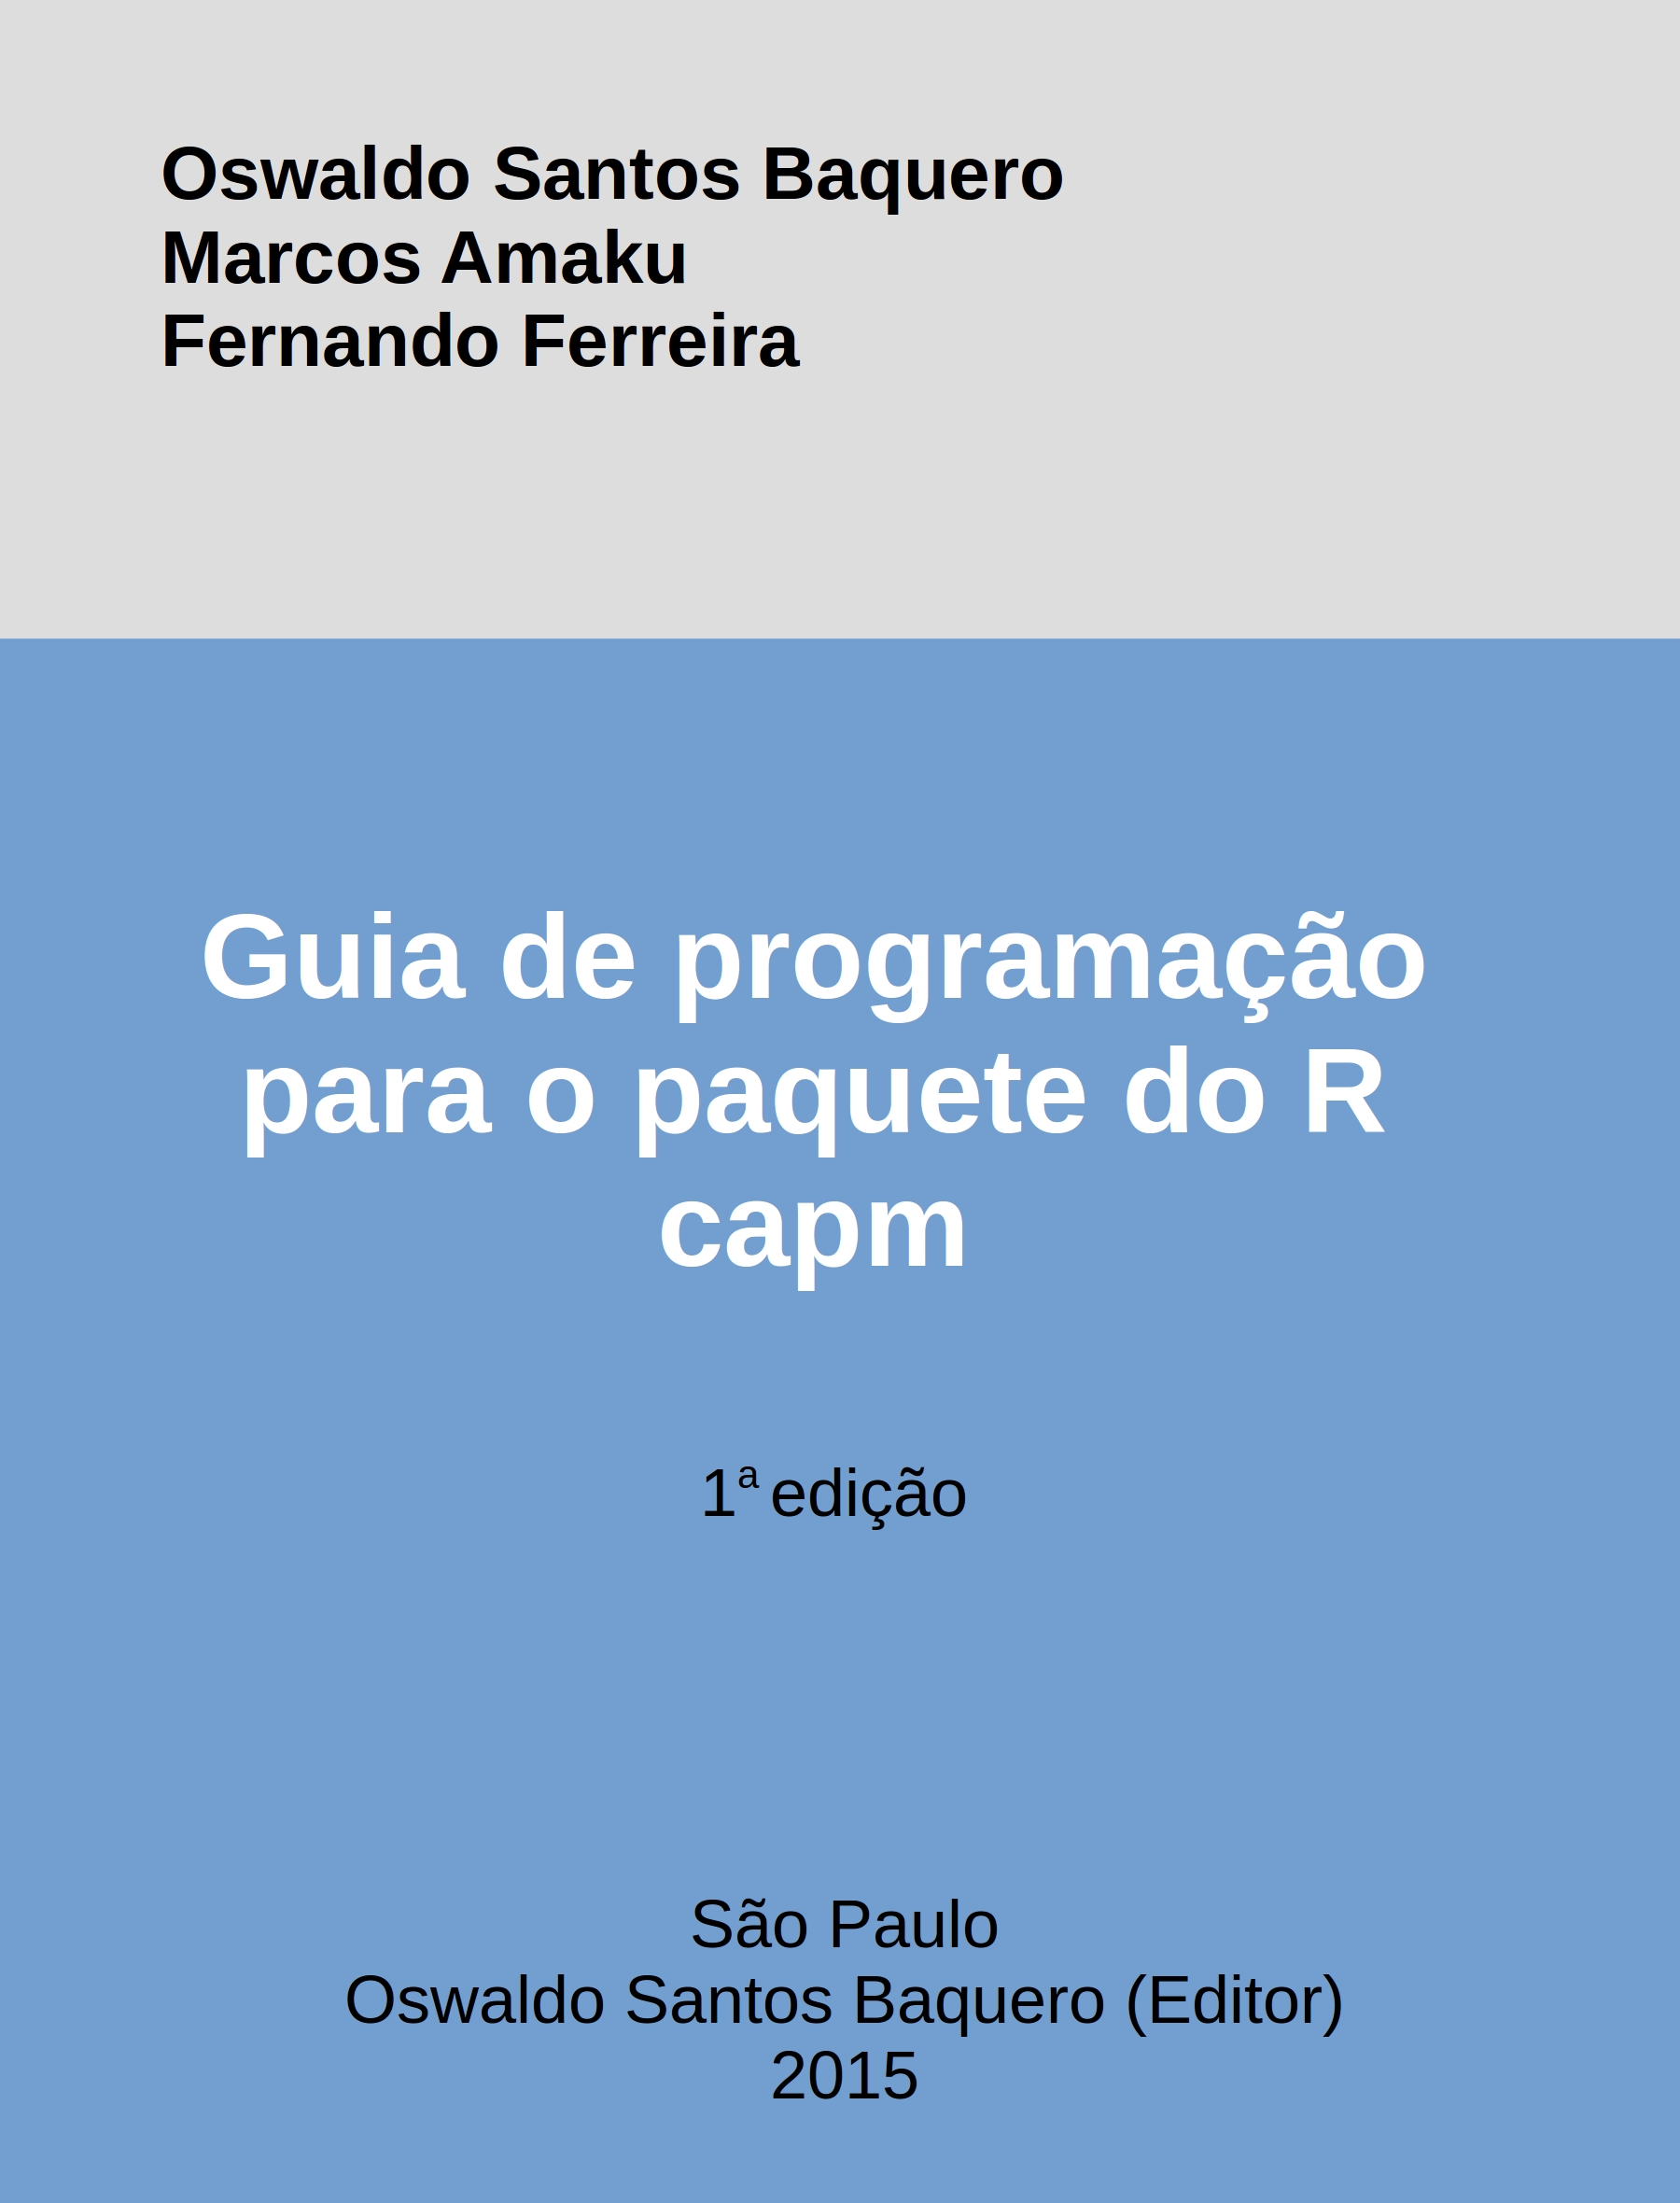 Oswaldo Santos Baquero
Marcos Amaku
Fernando Ferreira
Guia de programação
para o paquete do R
capm
1ª edição
São Paulo
Oswaldo Santos Baquero (Editor)
2015